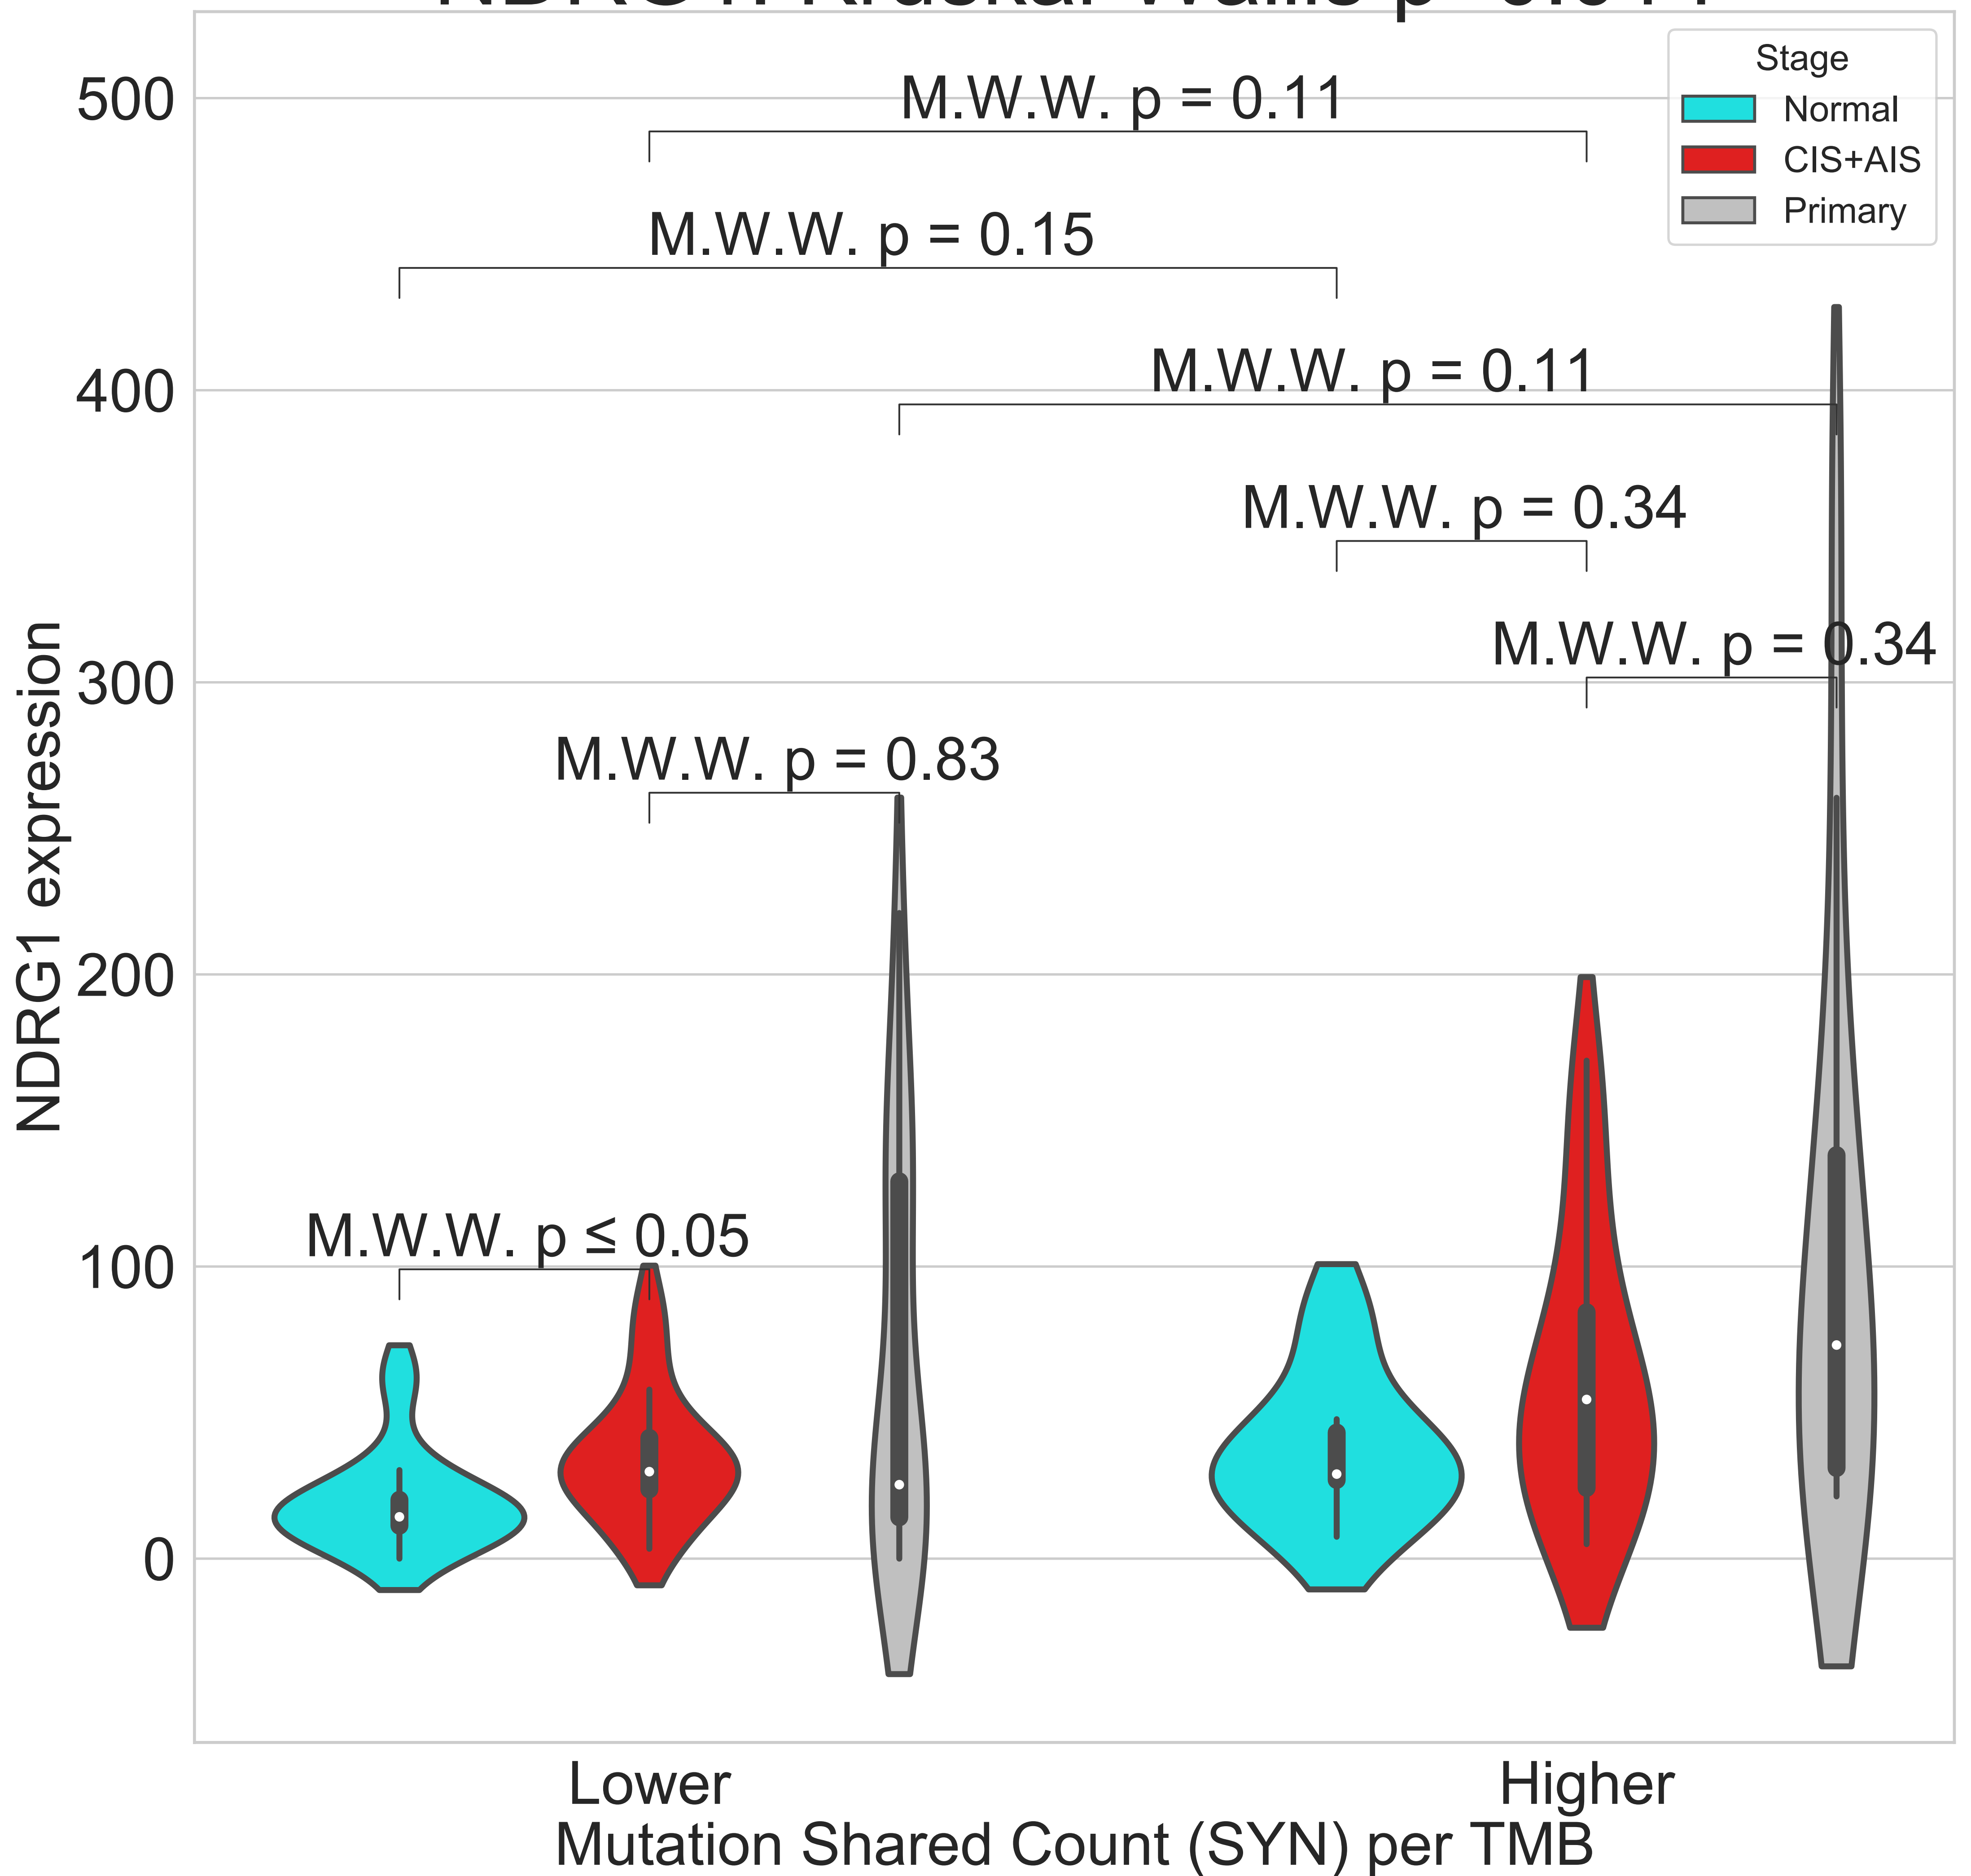 500
400
300
200
100
0
NDRG1 expression
Stage
Normal
CIS+AIS
Primary
M.W.W. p = 0.11
M.W.W. p = 0.15
M.W.W. p = 0.11
M.W.W. p = 0.34
M.W.W. p = 0.34
M.W.W. p = 0.83
M.W.W. p ≤ 0.05
Lower
Higher
Mutation Shared Count (SYN) per TMB